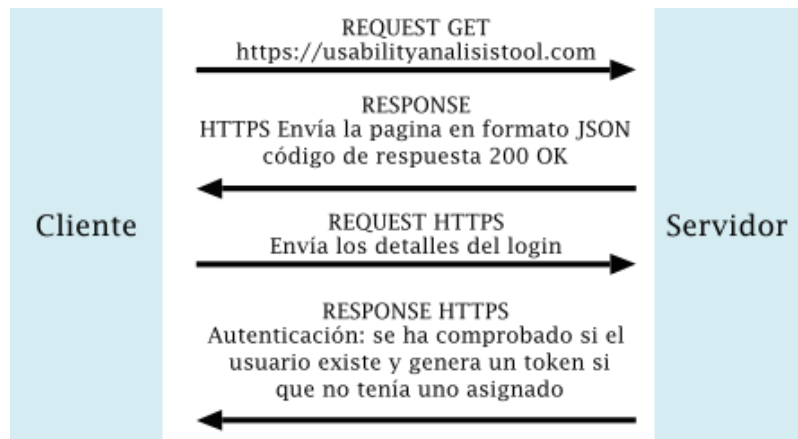 REQUEST GET
https://usabilityanalisistool.com
RESPONSE
HTTPS Envía la pagina en formato JSON
código de respuesta 200 OK
Cliente
REQUEST HTTPS
Envía los detalles del login
Servidor
RESPONSE HTTPS
Autenticación: se ha comprobado si el
usuario existe y genera un token si
que no tenía uno asignado